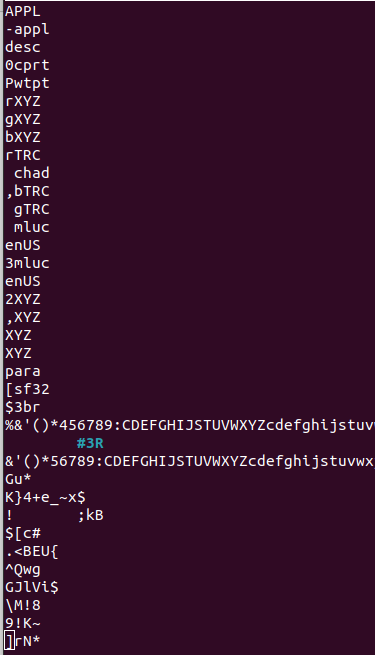 APPL
-appl
desc
0cprt
Pwtpt
rXYZ
gXYZ
bXYZ
rTRC
 chad
,bTRC
 gTRC
 mluc
enUS
3mluc
enUS
2XYZ
,XYZ
XYZ
XYZ
para
[sf32
$3br
%&'()*456789:CDEFGHIJSTUVWXYZcdefghijstuv
        #3R
&'()*56789:CDEFGHIJSTUVWXYZcdefghijstuvwx
Gu*
K}4+e_~x$
!       ;kB
$[c#
.<BEU{
^Qwg
GJlVi$
\M!8
9!K~
]rN*